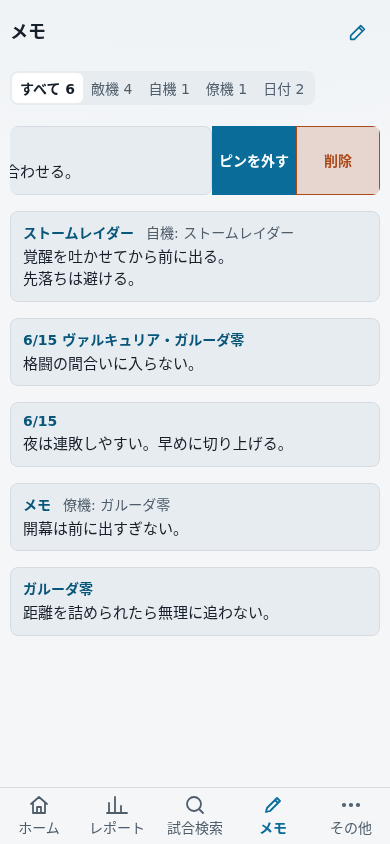 メモ
すべて 6 敵機 4 自機 1 僚機 1 日付 2
合わせる。
ピンを外す 削除
ストームレイダー 自機: ストームレイダー
覚醒を吐かせてから前に出る。
先落ちは避ける。
6/15 ヴァルキュリア・ガルーダ零
格闘の間合いに入らない。
6/15
夜は連敗しやすい。早めに切り上げる。
メモ 僚機: ガルーダ零
開幕は前に出すぎない。
ガルーダ零
距離を詰められたら無理に追わない。
ホーム レポート 試合検索 メモ その他